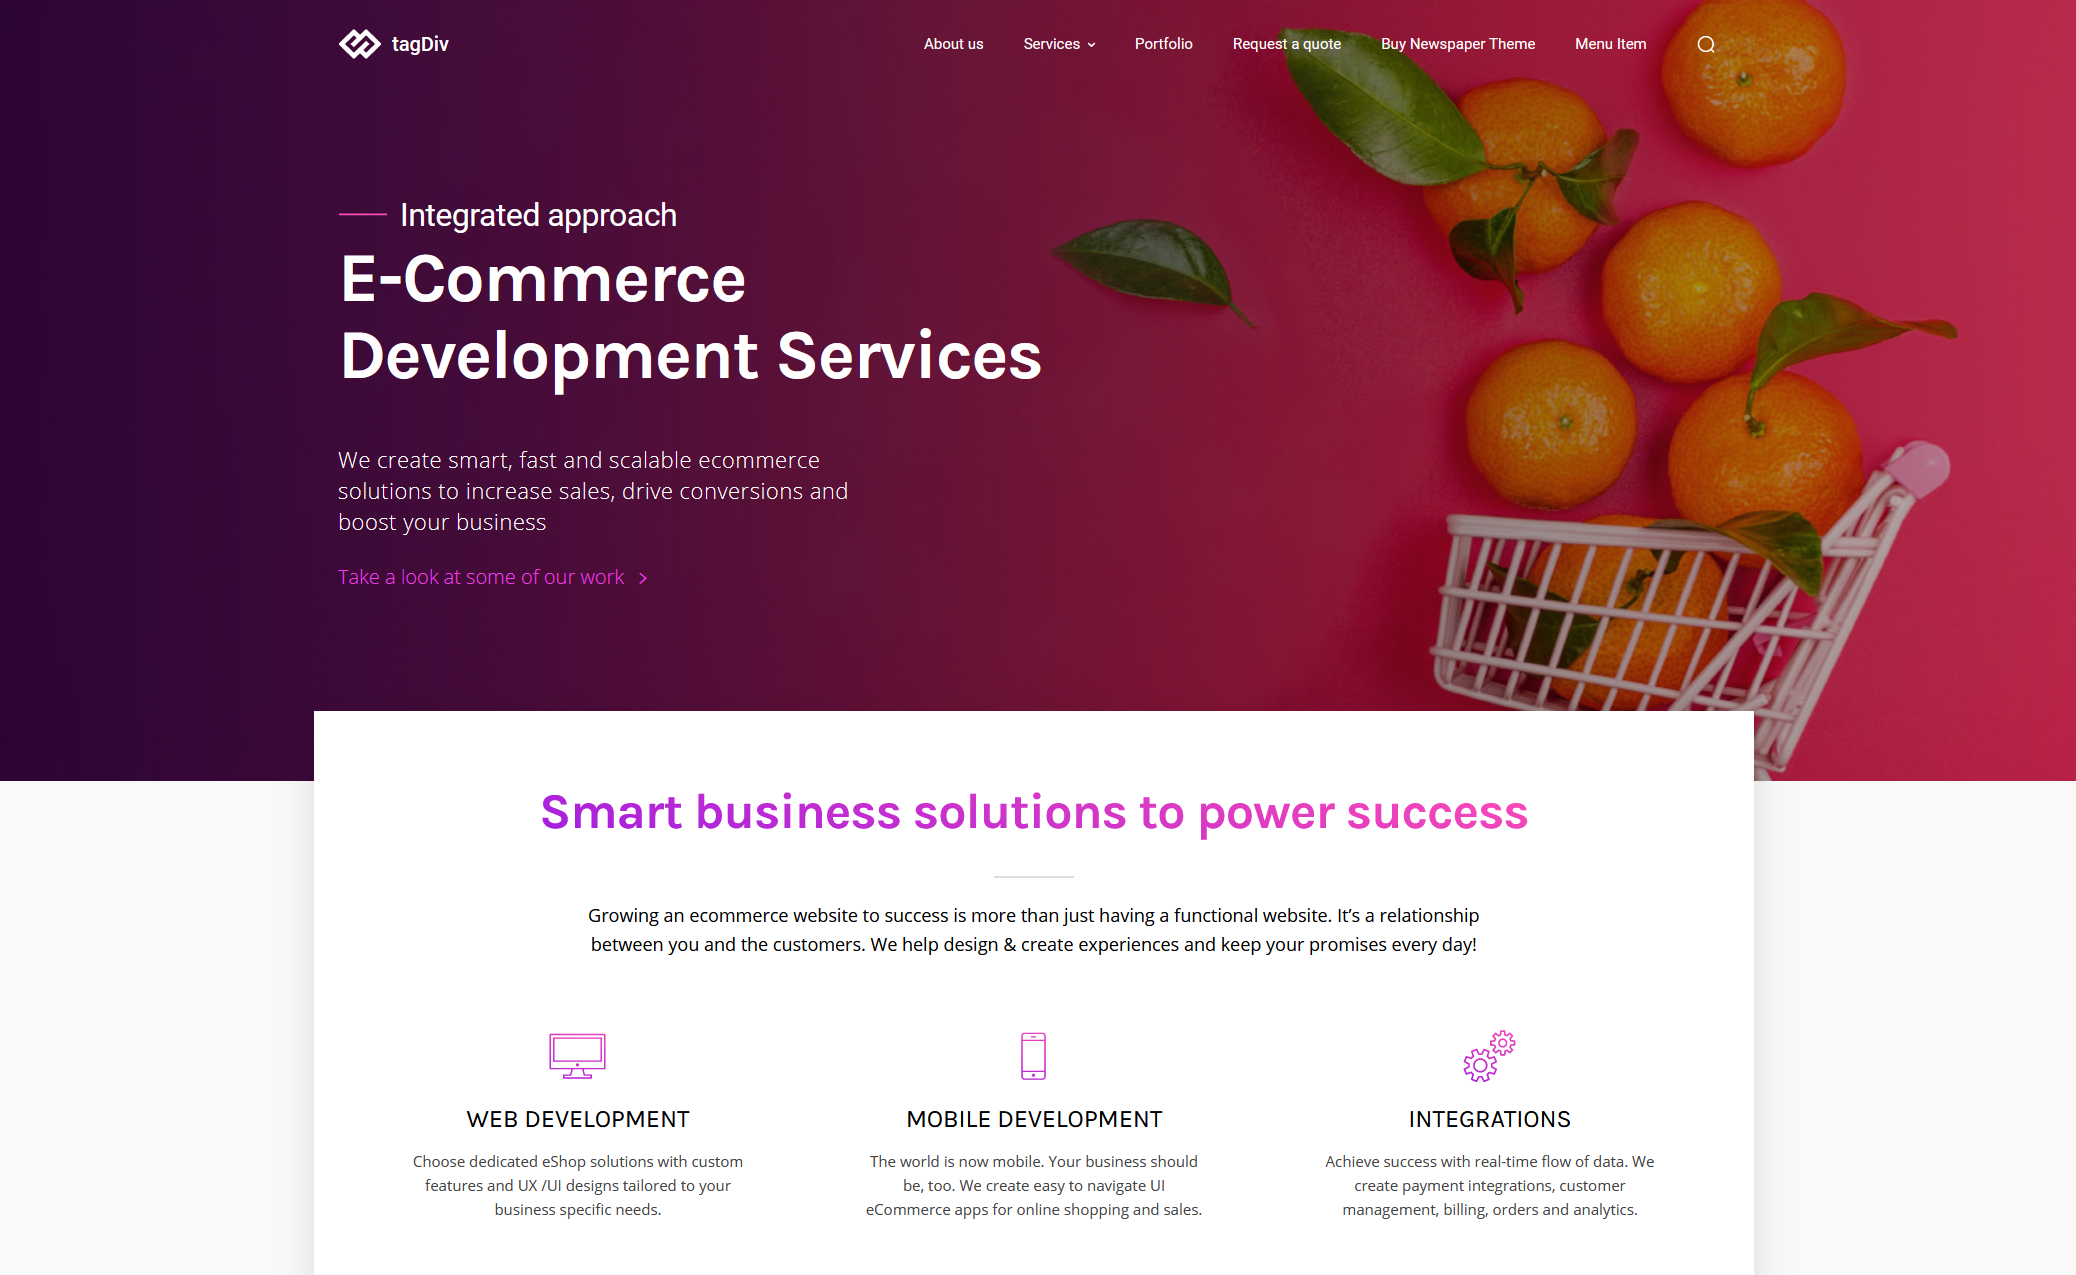 tagDiv
About us
Services
Portfolio
Request a quote
Buy Newspaper Theme
Menu Item
Integrated approach
E-Commerce
Development Services
We create smart, fast and scalable ecommerce
solutions to increase sales, drive conversions and
boost your business
Take a look at some of our work
Smart business solutions to power success
Growing an ecommerce website to success is more than just having a functional website. It’s a relationship
between you and the customers. We help design & create experiences and keep your promises every day!
WEB DEVELOPMENT
Choose dedicated eShop solutions with custom
features and UX /UI designs tailored to your
business specific needs.
MOBILE DEVELOPMENT
The world is now mobile. Your business should
be, too. We create easy to navigate UI
eCommerce apps for online shopping and sales.
INTEGRATIONS
Achieve success with real-time flow of data. We
create payment integrations, customer
management, billing, orders and analytics.